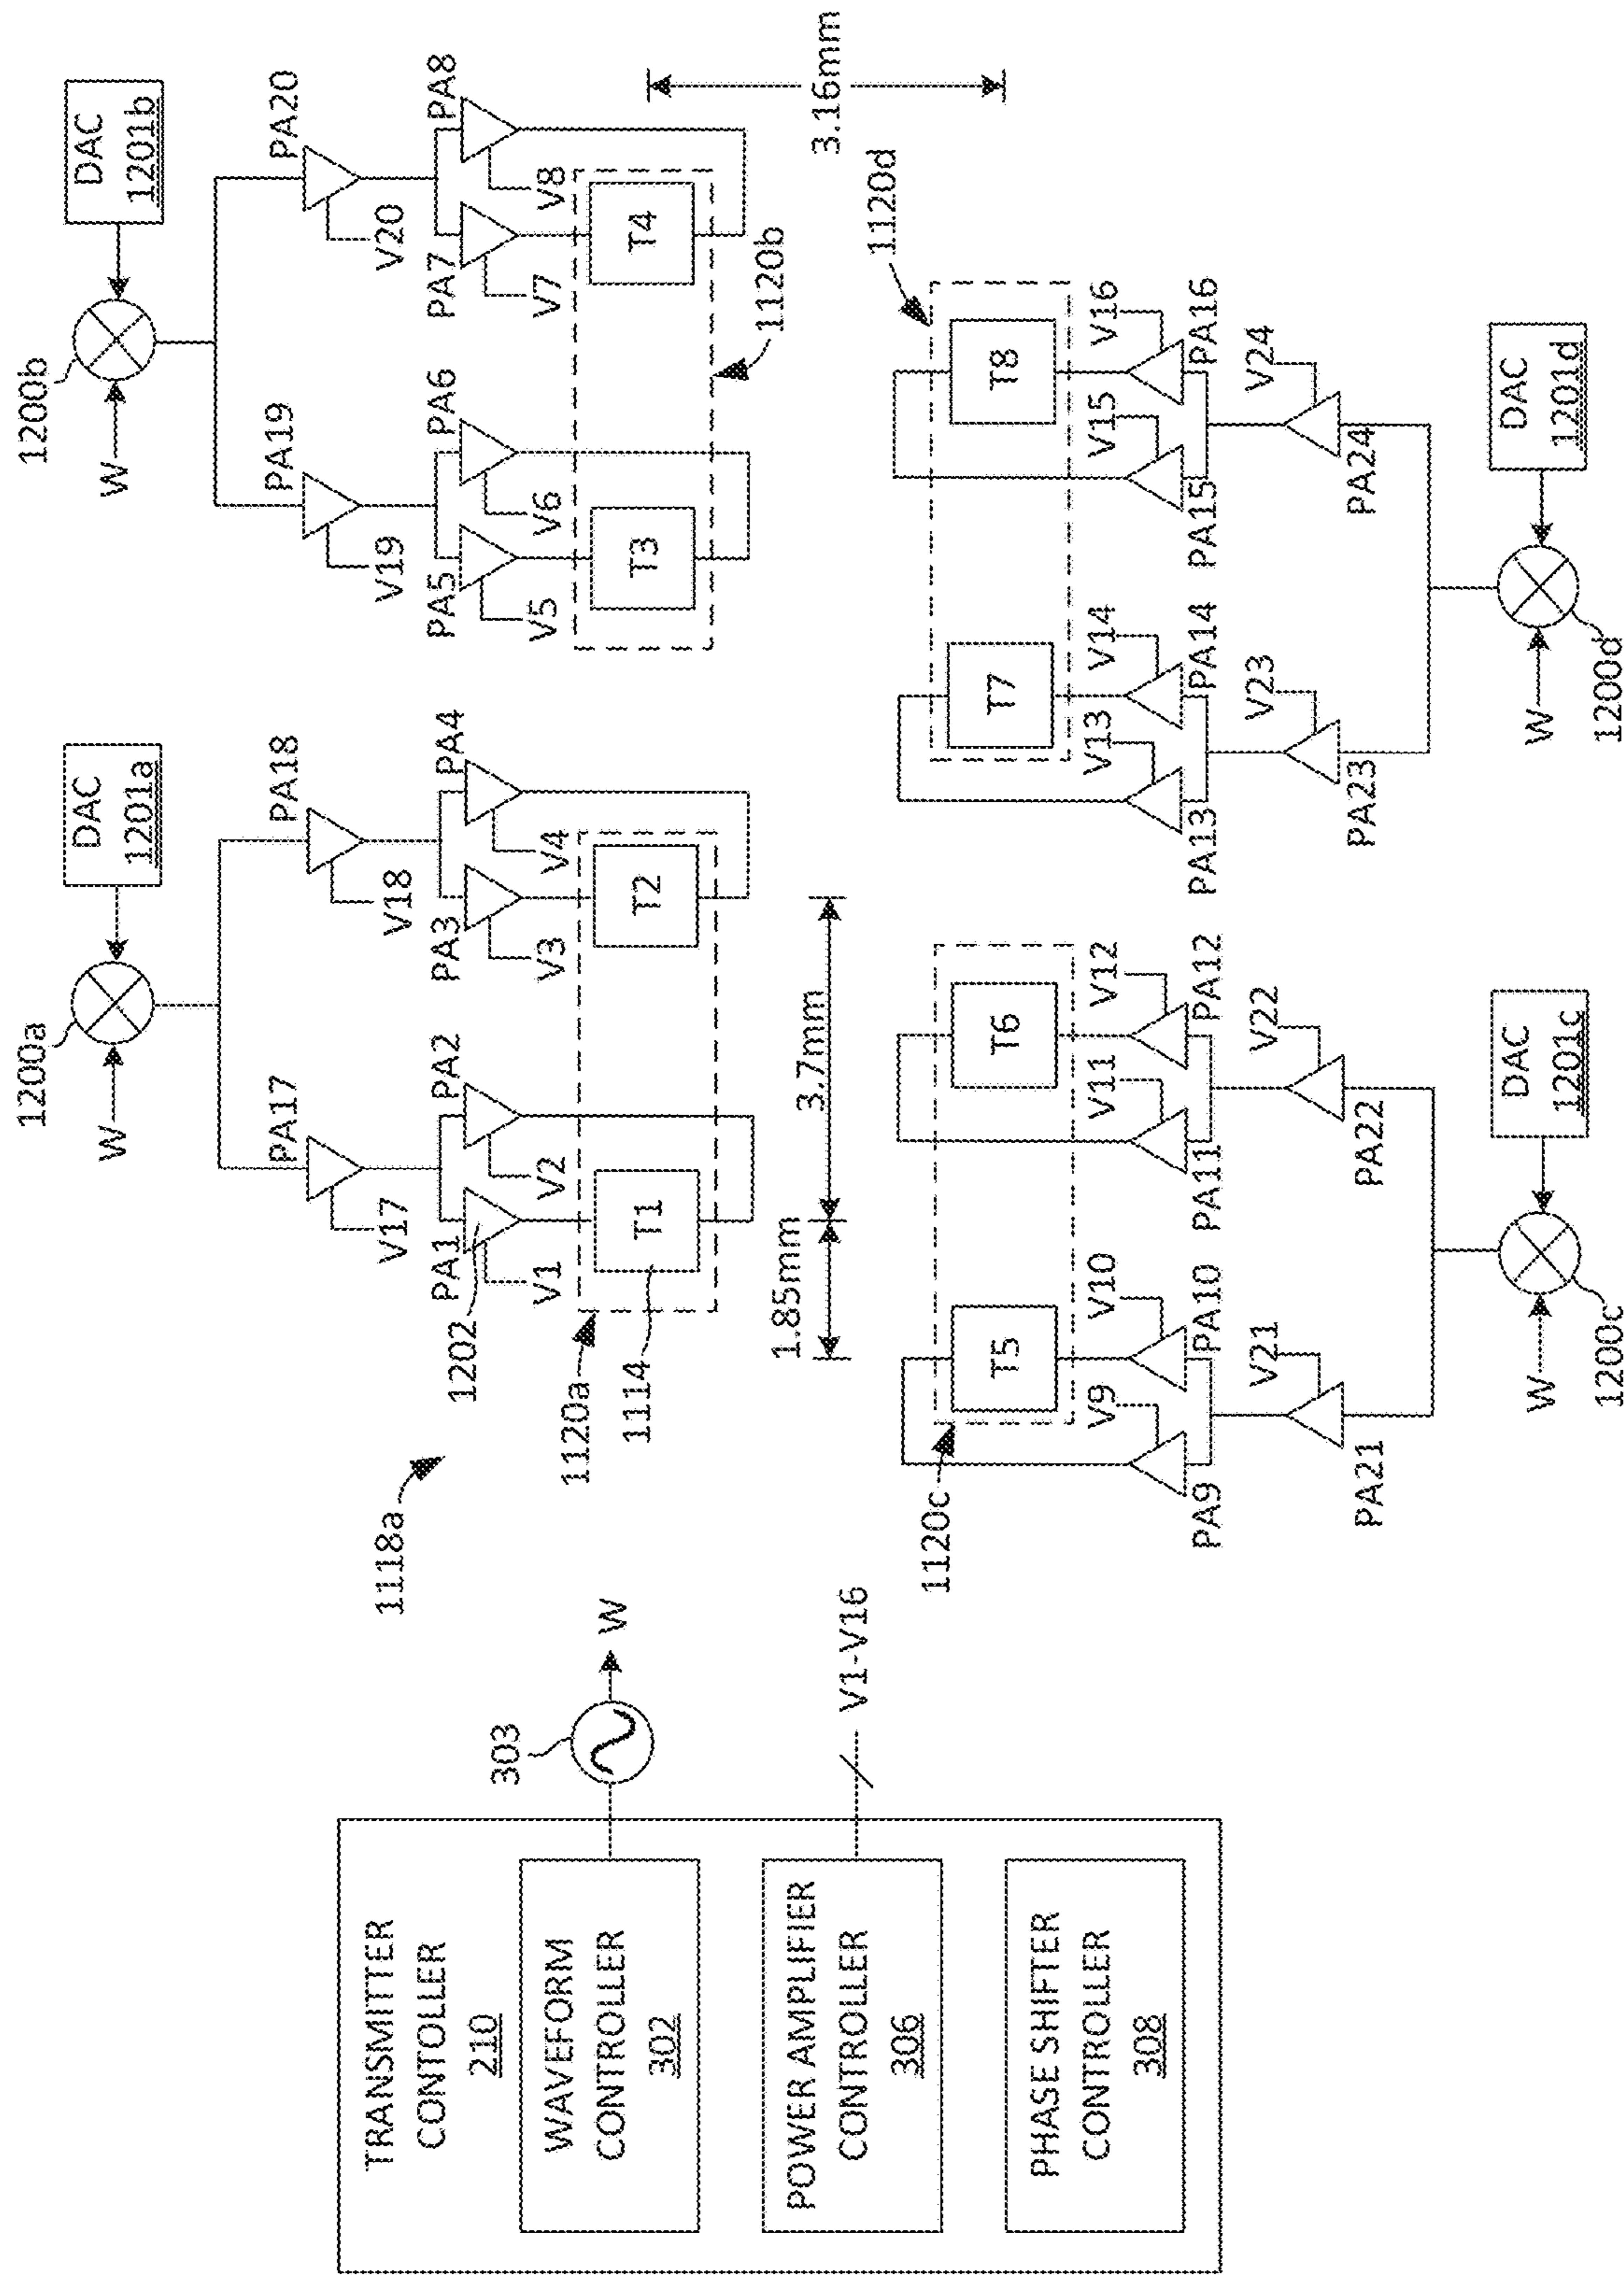 TRANSMITTER
CONTOLLER
210
WAVEFORM
CONTROLLER
302
POWER AMPLIFIER
CONTROLLER
306
PHASE SHIFTER
CONTROLLER
308
303
W
V1-V16
1118a
1200a
W
DAC
1201a
PA17
V17
PA18
V18
PA1
1202
V1
PA2
V2
PA3
V3
PA4
V4
1120a
1114
T1
T2
1200b
W
DAC
1201b
PA19
V19
PA20
V20
PA5
V5
PA6
V6
PA7
V7
PA8
V8
T3
T4
1120b
1.85mm
3.7mm
3.16mm
1120c
T5
T6
V9
V10
V11
V12
PA9
PA10
PA11
PA12
V21
V22
PA21
PA22
W
1200c
DAC
1201c
1120d
T7
T8
V13
V14
V15
V16
PA13
PA14
PA15
PA16
V23
V24
PA23
PA24
W
1200d
DAC
1201d